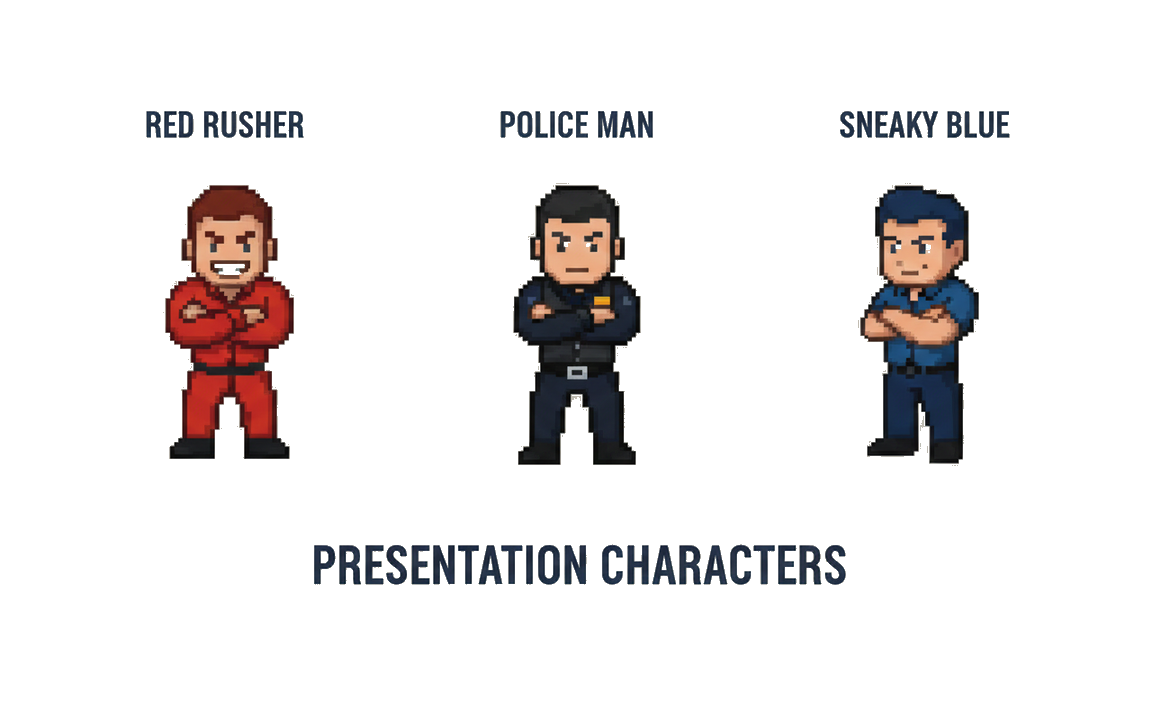 RED RUSHER
POLICE MAN
SNEAKY BLUE
PRESENTATION CHARACTERS